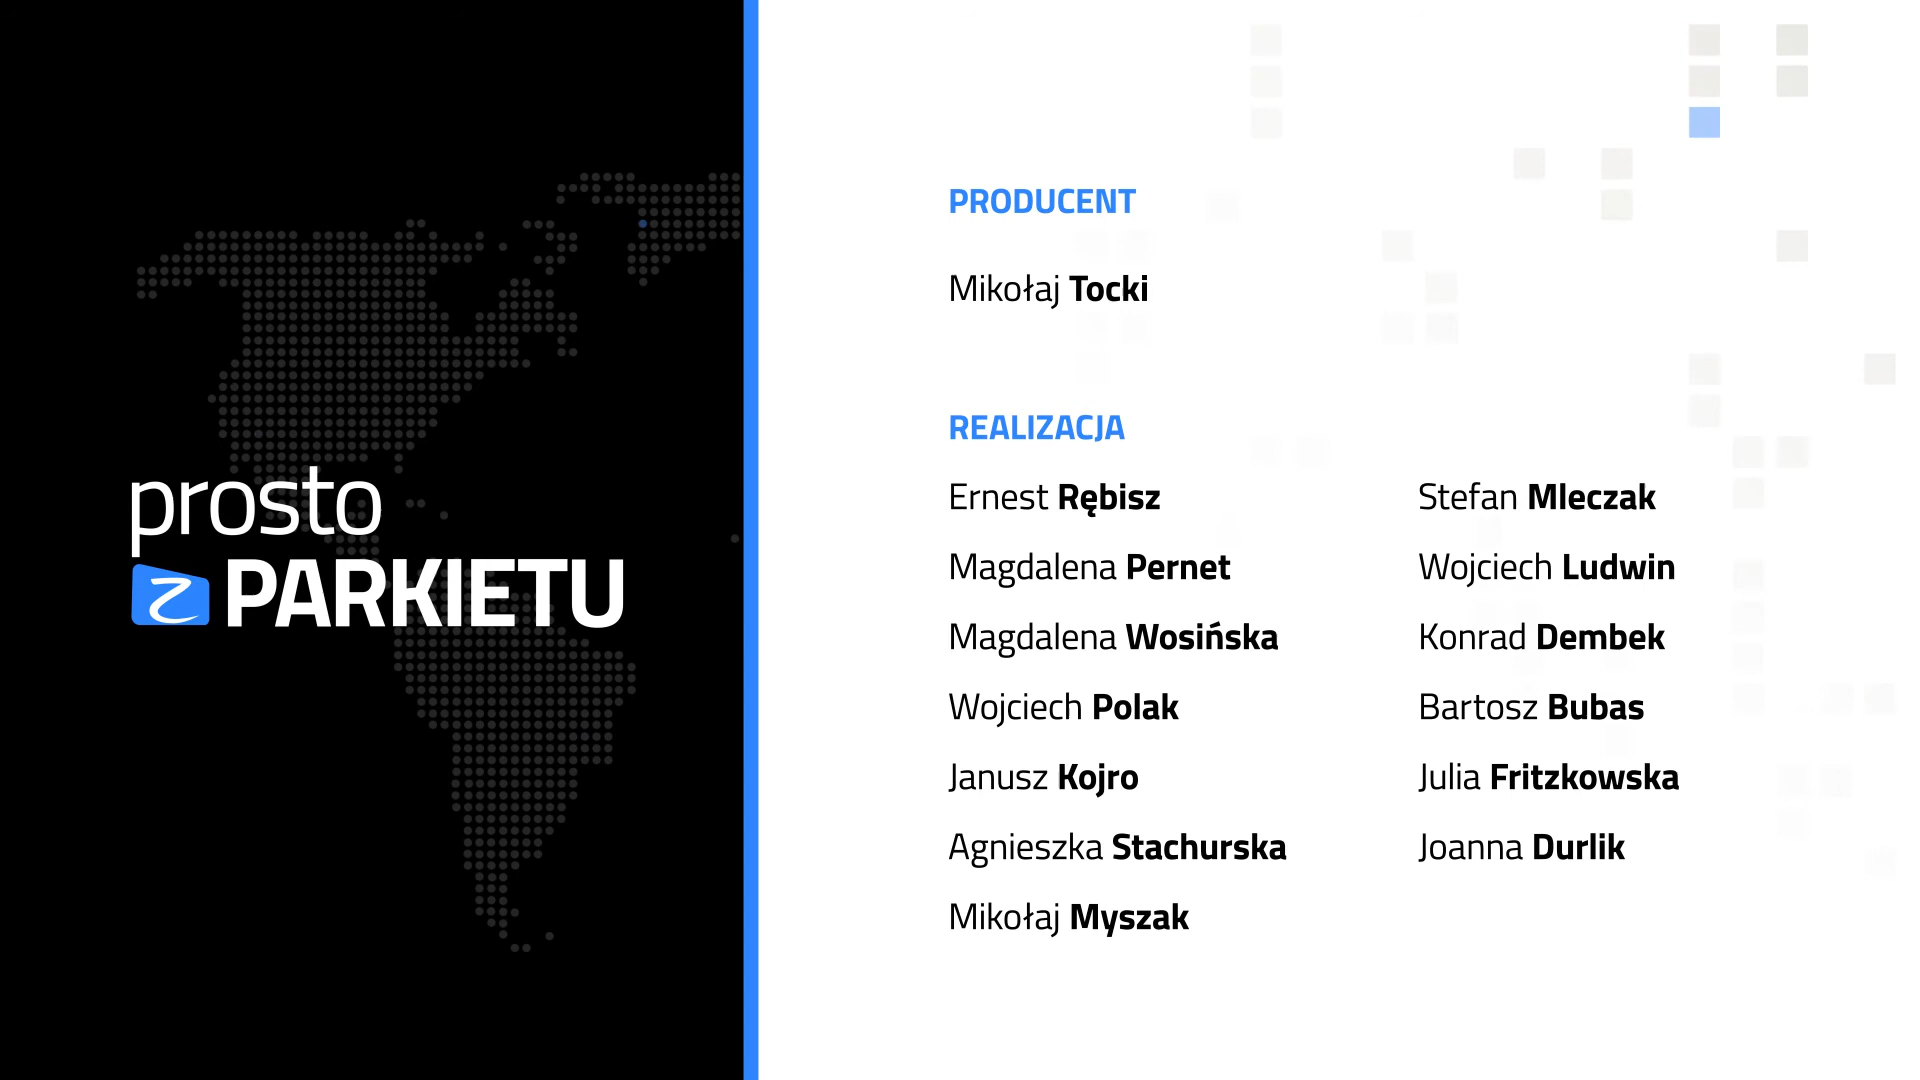 prosto
z PARKIETU
PRODUCENT
Mikołaj Tocki
REALIZACJA
Ernest Rębisz
Magdalena Pernet
Magdalena Wosińska
Wojciech Polak
Janusz Kojro
Agnieszka Stachurska
Mikołaj Myszak
Stefan Mleczak
Wojciech Ludwin
Konrad Dembek
Bartosz Bubas
Julia Fritzkowska
Joanna Durlik